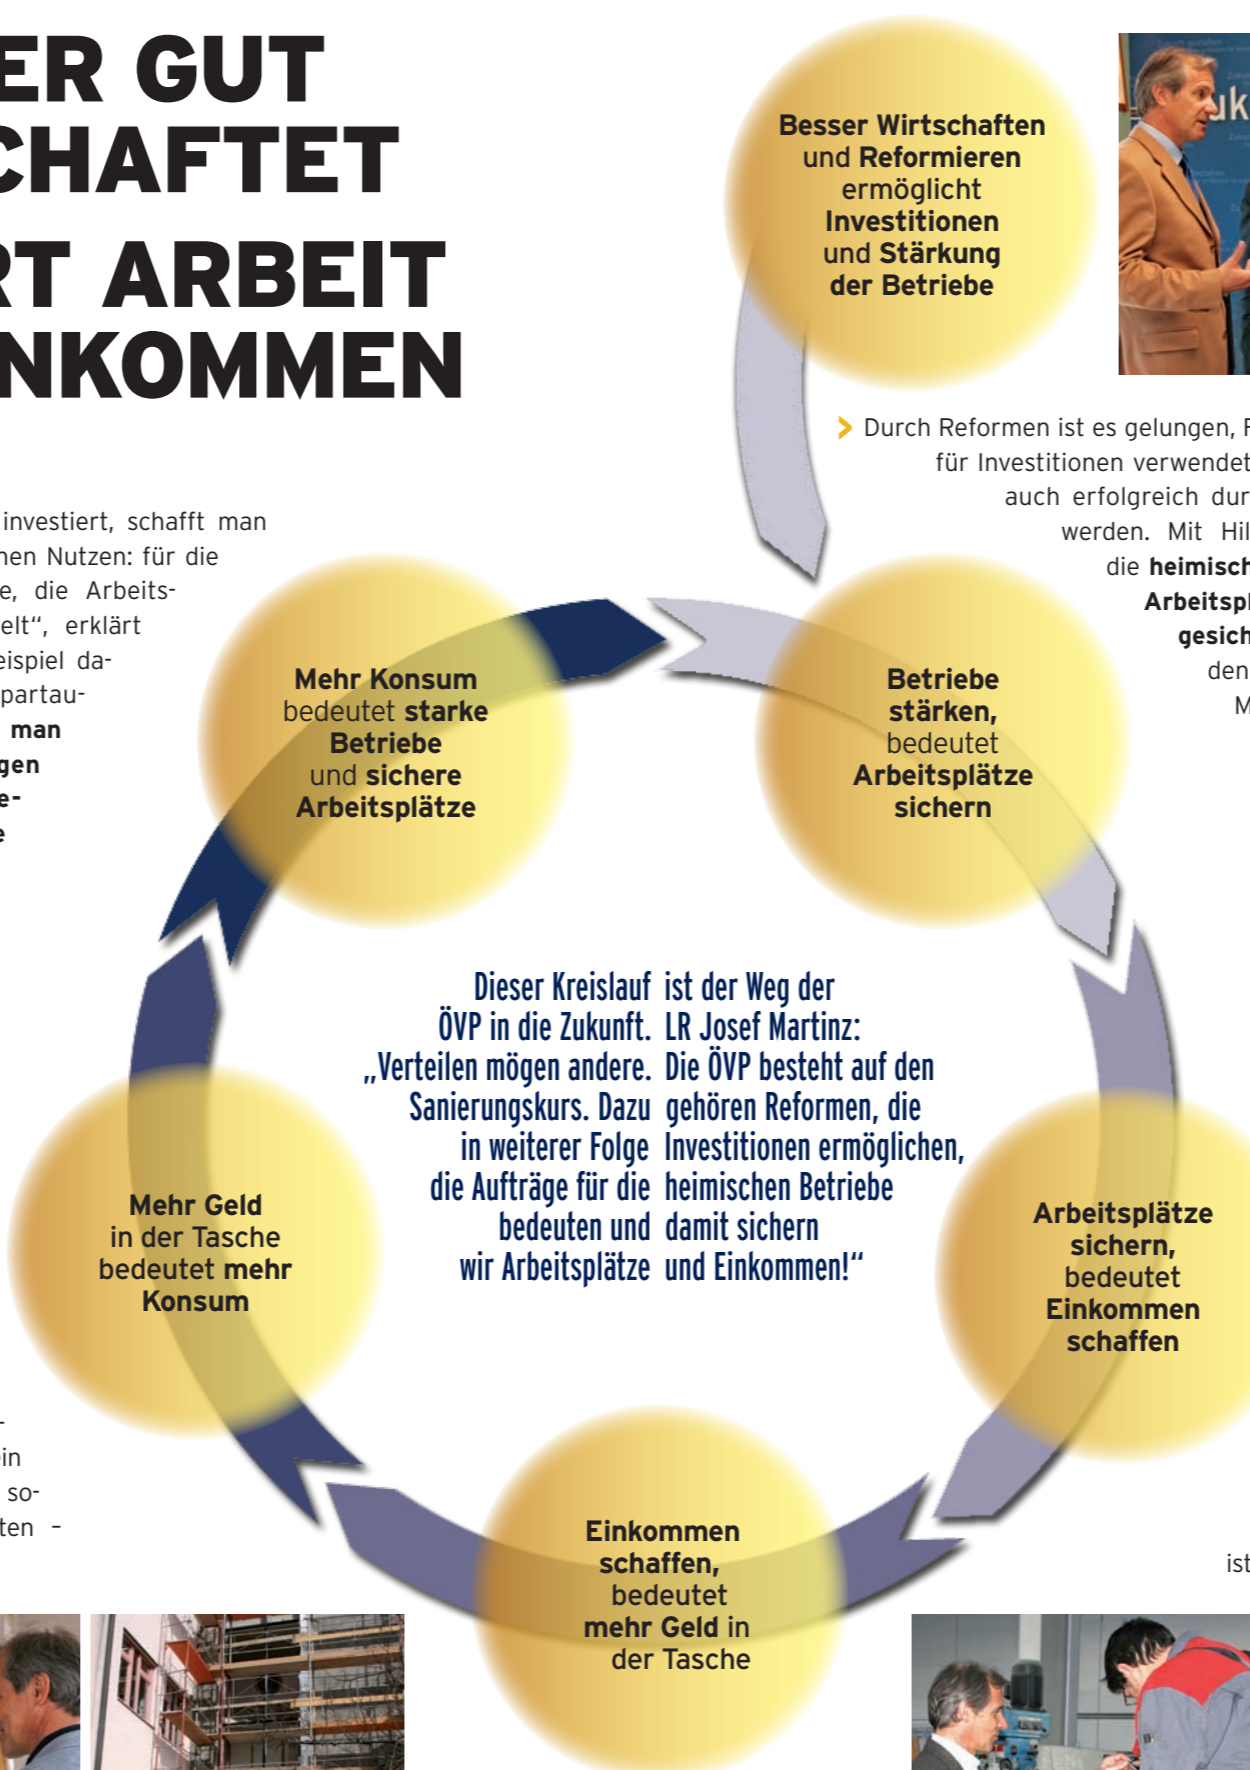 ER GUT
CHAFTET
RT ARBEIT
NKOMMEN
investiert, schafft man
nen Nutzen: für die
e, die Arbeits-
elt“, erklärt
eispiel da-
partau-
man
gen
e-
e
-
in
so-
ten –
Besser Wirtschaften
und Reformieren
ermöglicht
Investitionen
und Stärkung
der Betriebe
uk
> Durch Reformen ist es gelungen, F
für Investitionen verwendet
auch erfolgreich dur
werden. Mit Hil
die heimisch
Arbeitspl
gesich
den
M
ist
Mehr Konsum
bedeutet starke
Betriebe
und sichere
Arbeitsplätze
Betriebe
stärken,
bedeutet
Arbeitsplätze
sichern
Dieser Kreislauf ist der Weg der
ÖVP in die Zukunft. LR Josef Martinz:
„Verteilen mögen andere. Die ÖVP besteht auf den
Sanierungskurs. Dazu gehören Reformen, die
in weiterer Folge Investitionen ermöglichen,
die Aufträge für die heimischen Betriebe
bedeuten und damit sichern
wir Arbeitsplätze und Einkommen!“
Mehr Geld
in der Tasche
bedeutet mehr
Konsum
Arbeitsplätze
sichern,
bedeutet
Einkommen
schaffen
Einkommen
schaffen,
bedeutet
mehr Geld in
der Tasche